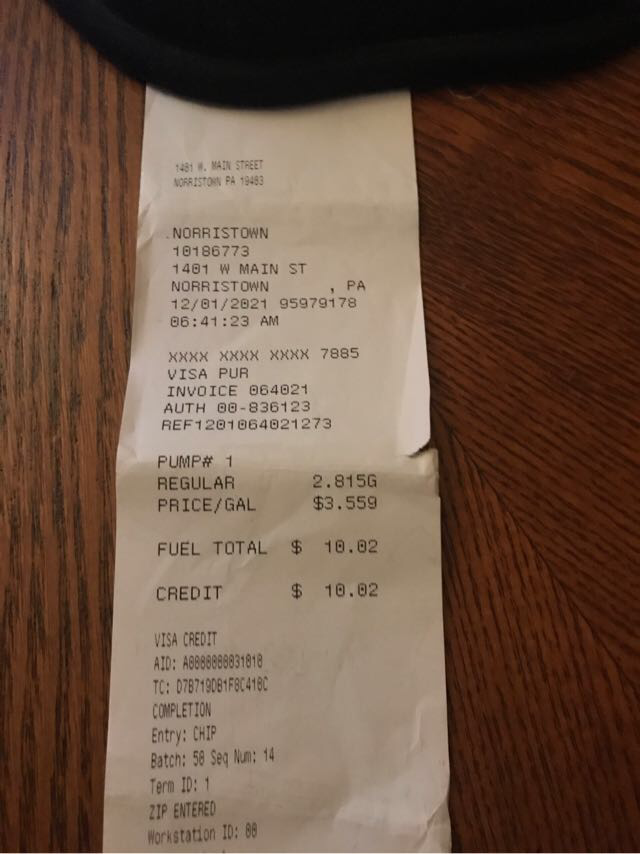 1401 W. MAIN STREET
NORRISTOWN PA 19403
.NORRISTOWN
10186773
1401 W MAIN ST
NORRISTOWN , PA
12/01/2021 95979178
06:41:23 AM
XXXX XXXX XXXX 7885
VISA PUR
INVOICE 064021
AUTH 00-836123
REF1201064021273
PUMP# 1
REGULAR 2.815G
PRICE/GAL $3.559
FUEL TOTAL $ 10.02
CREDIT $ 10.02
VISA CREDIT
AID: A0000000031010
TC: D7B719DB1F8C418C
COMPLETION
Entry: CHIP
Batch: 50 Seq Num: 14
Term ID: 1
ZIP ENTERED
Workstation ID: 00